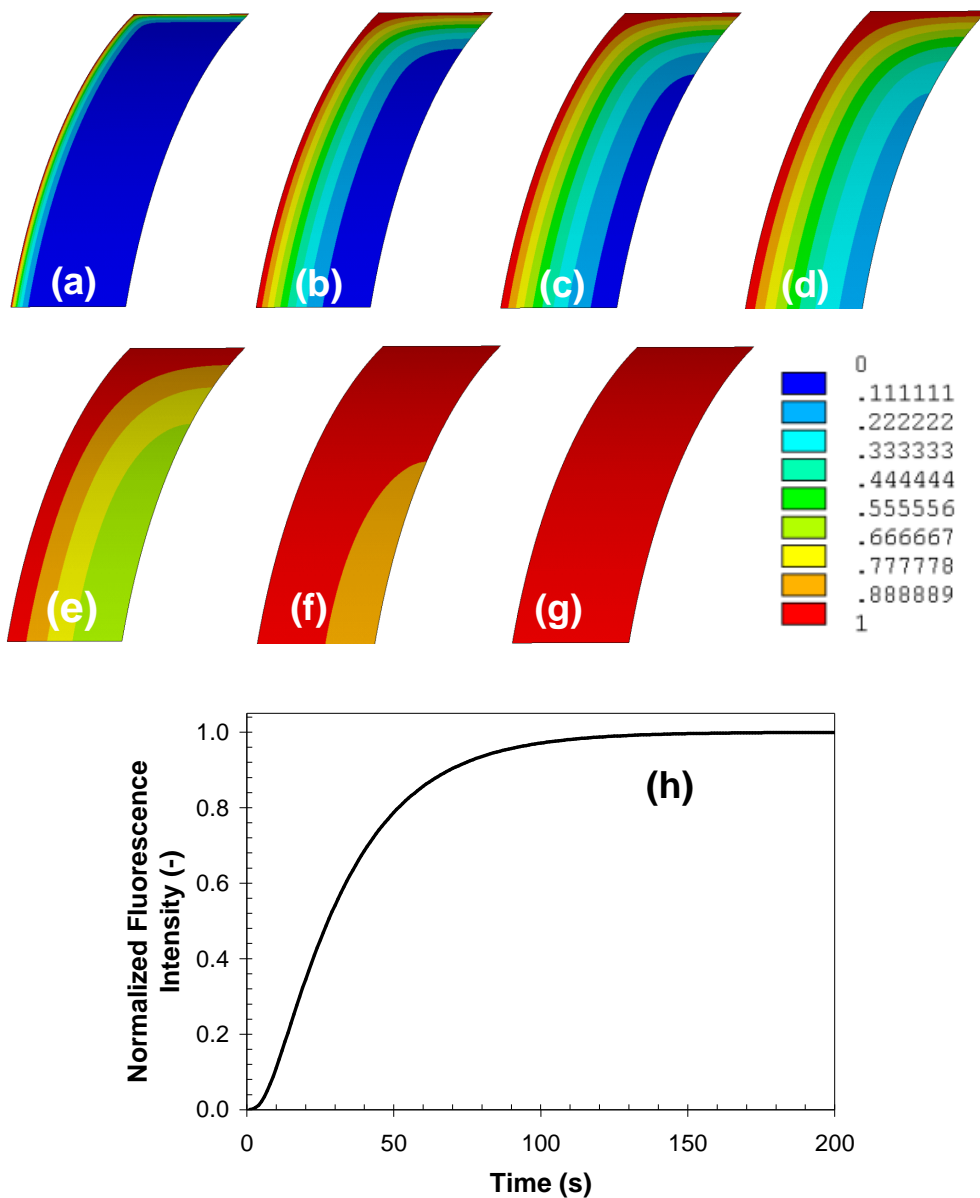 (a)
(b)
(c)
(d)
(e)
(f)
(g)
0
.111111
.222222
.333333
.444444
.555556
.666667
.777778
.888889
1
Normalized Fluorescence
Intensity (-)
1.0
0.8
0.6
0.4
0.2
0.0
(h)
0
50
100
150
200
Time (s)